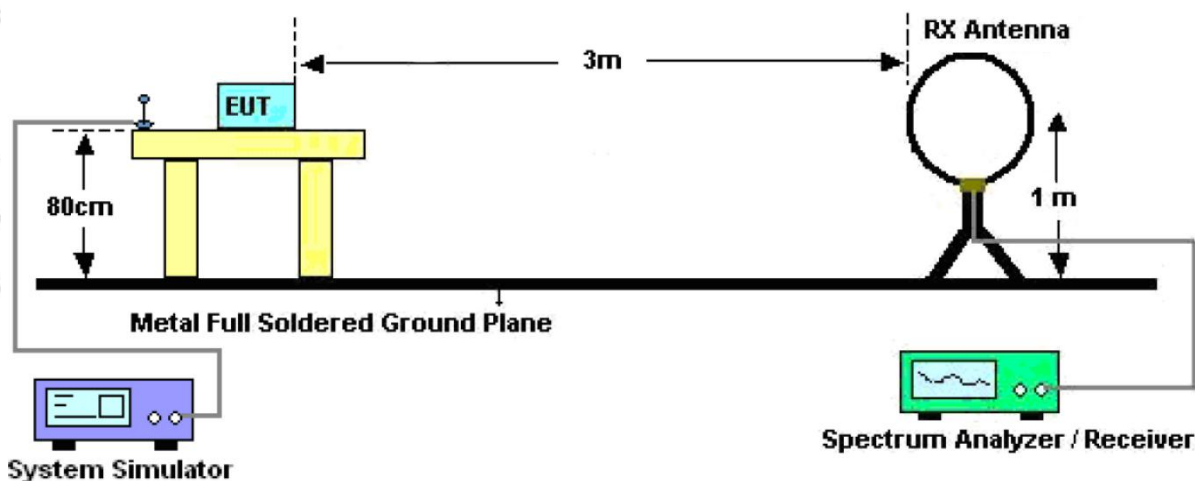 RX Antenna
3m
EUT
80cm
1 m
Metal Full Soldered Ground Plane
System Simulator
Spectrum Analyzer / Receiver